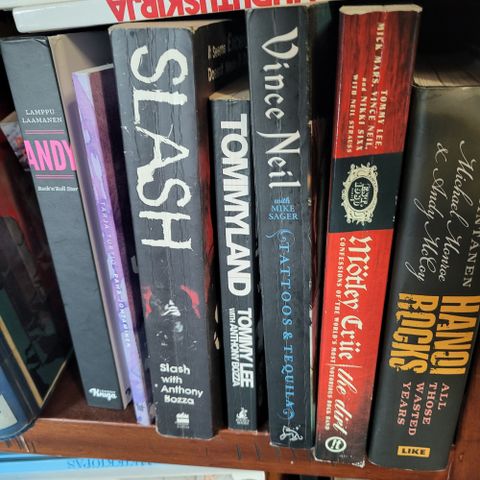 LAMPPU
LAAMANEN
ANDY
Rock'n'Roll Star
SLASH
Slash
with
Anthony
Bozza
TOMMYLAND
TOMMY LEE
WITH ANTHONY BOZZA
Vince Neil
with
MIKE
SAGER
TATTOOS & TEQUILA
TOMMY LEE,
MICK MARS, VINCE NEIL,
and NIKKI SIXX
WITH NEIL STRAUSS
Mötley Crüe
CONFESSIONS OF THE WORLD'S MOST
NOTORIOUS ROCK BAND
the dirt
NTANEN
Michael Monroe
& Andy McCoy
HANOI
ROCKS
ALL
THOSE
WASTED
YEARS
LIKE